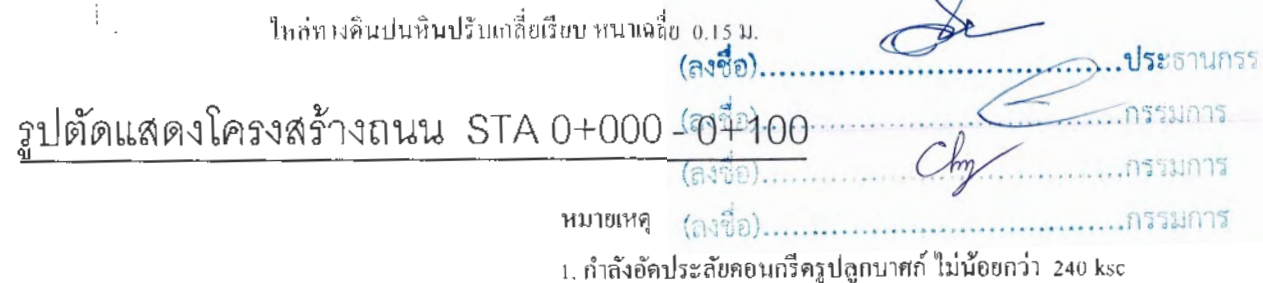 ไหล่ทางดินปนหินปรับเกลี่ยเรียบ หนาเฉลี่ย 0.15 ม.
(ลงชื่อ)....................................ประธานกรร
รูปตัดแสดงโครงสร้างถนน STA 0+000 - 0+100
(ลงชื่อ)....................................กรรมการ
(ลงชื่อ)....................................กรรมการ
หมายเหตุ
(ลงชื่อ)....................................กรรมการ
1. กำลังอัดประลัยคอนกรีตรูปลูกบาศก์ ไม่น้อยกว่า 240 ksc